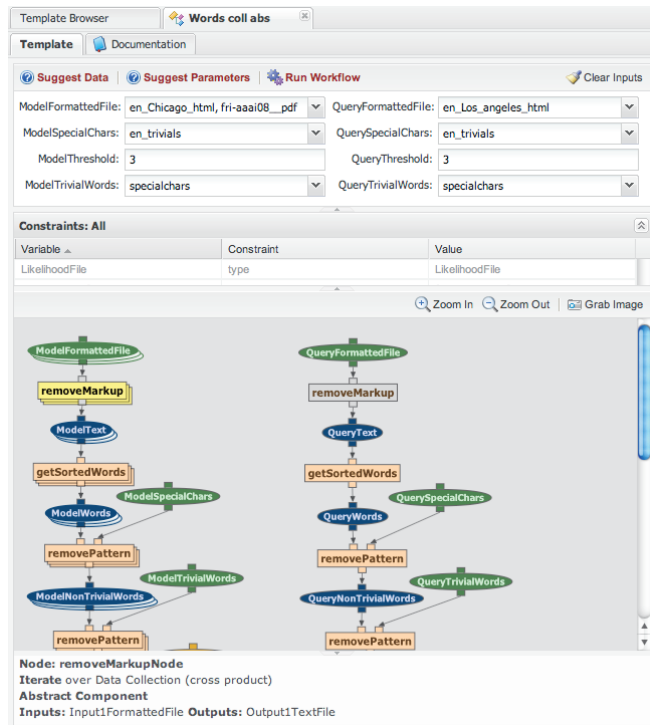 Template Browser
Words coll abs
Template
Documentation
Suggest Data
Suggest Parameters
Run Workflow
Clear Inputs
ModelFormattedFile: en_Chicago_html, fri-aaai08__pdf
QueryFormattedFile: en_Los_angeles_html
ModelSpecialChars: en_trivials
QuerySpecialChars: en_trivials
ModelThreshold: 3
QueryThreshold: 3
ModelTrivialWords: specialchars
QueryTrivialWords: specialchars
Constraints: All
Variable Constraint Value
LikelihoodFile type LikelihoodFile
Zoom In
Zoom Out
Grab Image
ModelFormattedFile
QueryFormattedFile
removeMarkup
removeMarkup
ModelText
QueryText
getSortedWords
getSortedWords
ModelSpecialChars
QuerySpecialChars
ModelWords
QueryWords
removePattern
removePattern
ModelTrivialWords
QueryTrivialWords
ModelNonTrivialWords
QueryNonTrivialWords
removePattern
removePattern
Node: removeMarkupNode
Iterate over Data Collection (cross product)
Abstract Component
Inputs: Input1FormattedFile Outputs: Output1TextFile